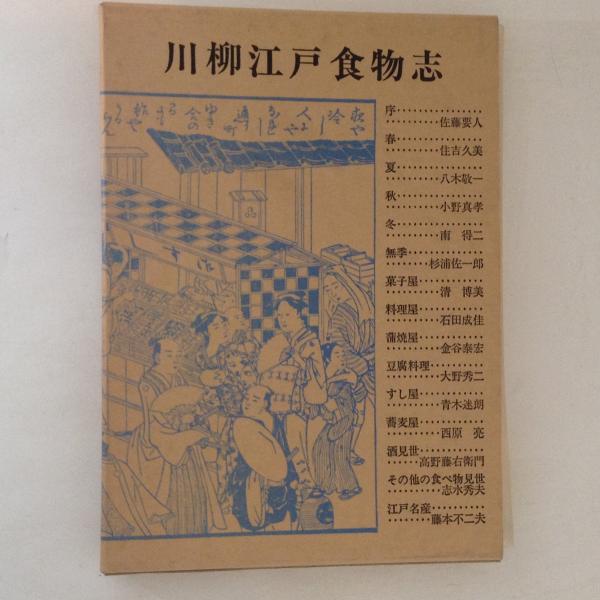 川柳江戸食物志
序・・・・・・・・・・・・・・・・
・・・・・・・・・佐藤要人
春・・・・・・・・・・・・・・・・
・・・・・・・・・住吉久美
夏・・・・・・・・・・・・・・・・
・・・・・・・・・八木敬一
秋・・・・・・・・・・・・・・・・
・・・・・・・・・小野真孝
冬・・・・・・・・・・・・・・・・
・・・・・・・・・南 得二
無季・・・・・・・・・・・・・
・・・・・・・・杉浦佐一郎
菓子屋・・・・・・・・・・・
・・・・・・・・・清 博美
料理屋・・・・・・・・・・・
・・・・・・・・・石田成佳
蒲焼屋・・・・・・・・・・・
・・・・・・・・・金谷泰宏
豆腐料理・・・・・・・・・
・・・・・・・・・大野秀二
すし屋・・・・・・・・・・・
・・・・・・・・・青木迷朗
蕎麦屋・・・・・・・・・・・
・・・・・・・・・西原 亮
酒見世・・・・・・・・・・・
・・・・・・高野藤右衛門
その他の食べ物見世
・・・・・・・・・志水秀夫
江戸名産・・・・・・・・・
・・・・・・・・藤本不二夫